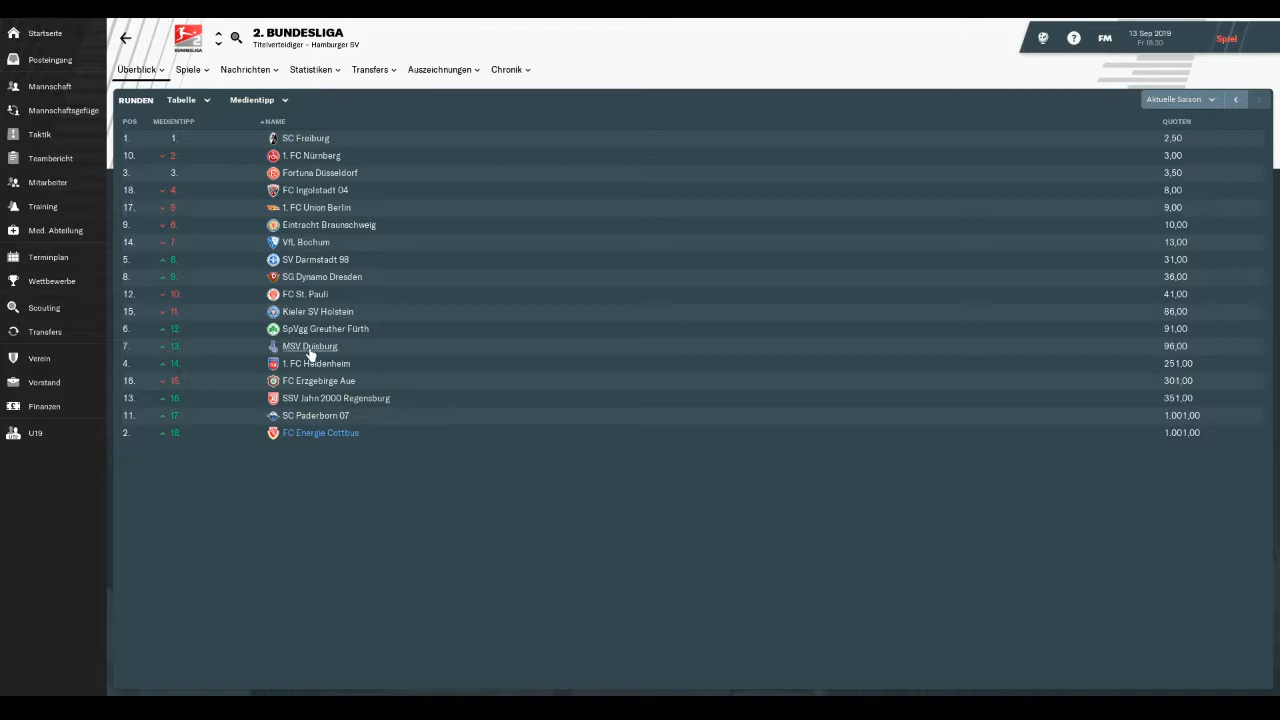 Startseite
Posteingang
Mannschaft
Mannschaftsgefüge
Taktik
Teambericht
Mitarbeiter
Training
Med. Abteilung
Terminplan
Wettbewerbe
Scouting
Transfers
Verein
Vorstand
Finanzen
U19
U19
BUNDESLIGA
2. BUNDESLIGA
Titelverteidiger – Hamburger SV
?
FM
13 Sep 2019
Fr 18:30
Spiel
Überblick
Spiele
Nachrichten
Statistiken
Transfers
Auszeichnungen
Chronik
RUNDEN
Tabelle
Medientipp
Aktuelle Saison
POS MEDIENTIPP NAME QUOTEN
1. 1. SC Freiburg 2,50
10. 2. 1. FC Nürnberg 3,00
3. 3. Fortuna Düsseldorf 3,50
18. 4. FC Ingolstadt 04 8,00
17. 5. 1. FC Union Berlin 9,00
9. 6. Eintracht Braunschweig 10,00
14. 7. VfL Bochum 13,00
5. 8. SV Darmstadt 98 31,00
8. 9. SG Dynamo Dresden 36,00
12. 10. FC St. Pauli 41,00
15. 11. Kieler SV Holstein 86,00
6. 12. SpVgg Greuther Fürth 91,00
7. 13. MSV Duisburg 96,00
4. 14. 1. FC Heidenheim 251,00
16. 15. FC Erzgebirge Aue 301,00
13. 16. SSV Jahn 2000 Regensburg 351,00
11. 17. SC Paderborn 07 1.001,00
2. 18. FC Energie Cottbus 1.001,00